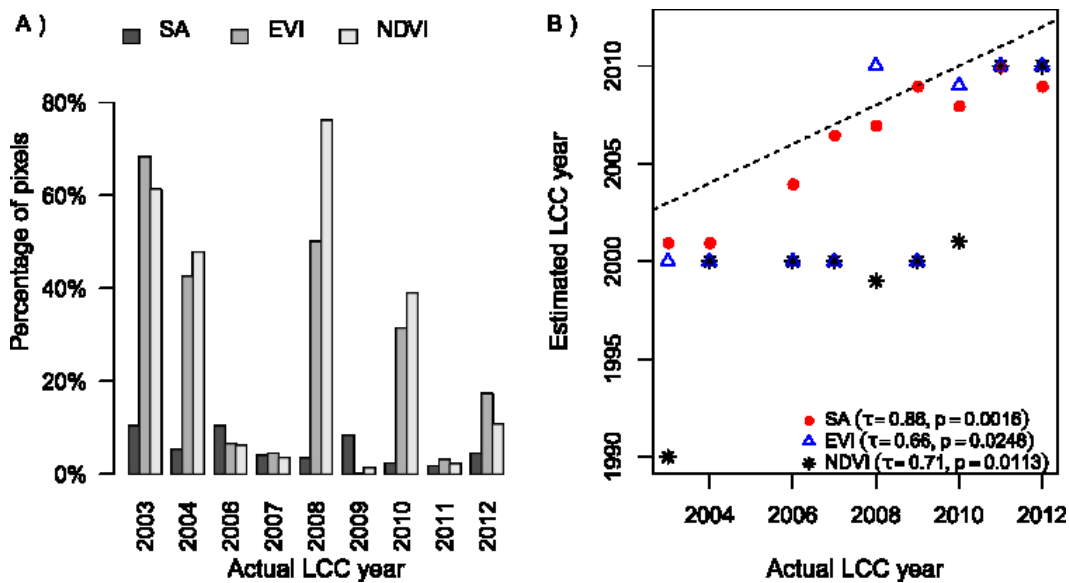 A )
SA EVI NDVI
80%
60%
40%
20%
0%
Percentage of pixels
2003 2004 2006 2007 2008 2009 2010 2011 2012
Actual LCC year
B )
2010
2005
2000
1995
1990
Estimated LCC year
SA (τ=0.86, p=0.0016)
EVI (τ=0.66, p=0.0246)
NDVI (τ=0.71, p=0.0113)
2004 2006 2008 2010 2012
Actual LCC year